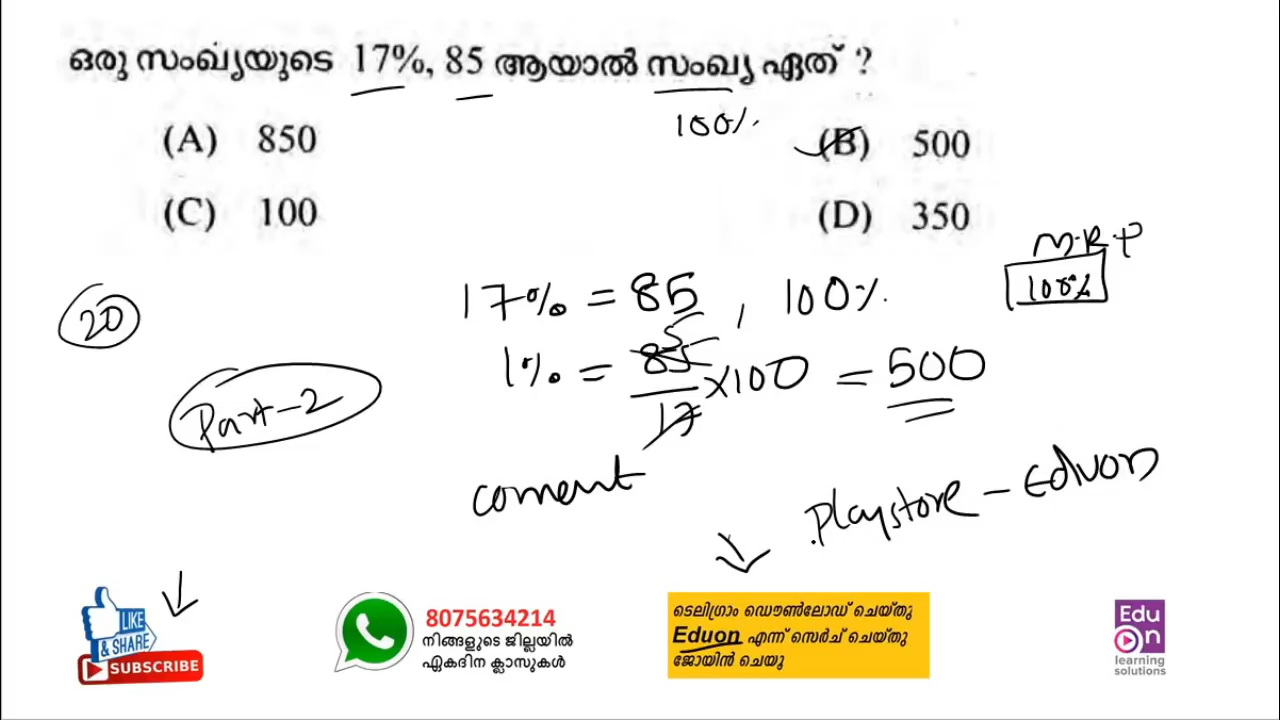 ഒരു സംഖ്യയുടെ 17%, 85 ആയാൽ സംഖ്യ ഏത് ?
100%
(A) 850
(B) 500
(C) 100
(D) 350
M.R.P
100%
20
17% = 85 , 100%
5
1% = 85/17 ×100 = 500
Part-2
coment
Playstore - Eduon
LIKE
& SHARE
SUBSCRIBE
8075634214
നിങ്ങളുടെ ജില്ലയിൽ
ഏകദിന ക്ലാസുകൾ
ടെലിഗ്രാം ഡൌൺലോഡ് ചെയ്തു
Eduon എന്ന് സെർച് ചെയ്തു
ജോയിൻ ചെയൂ
Edu
On
learning
solutions